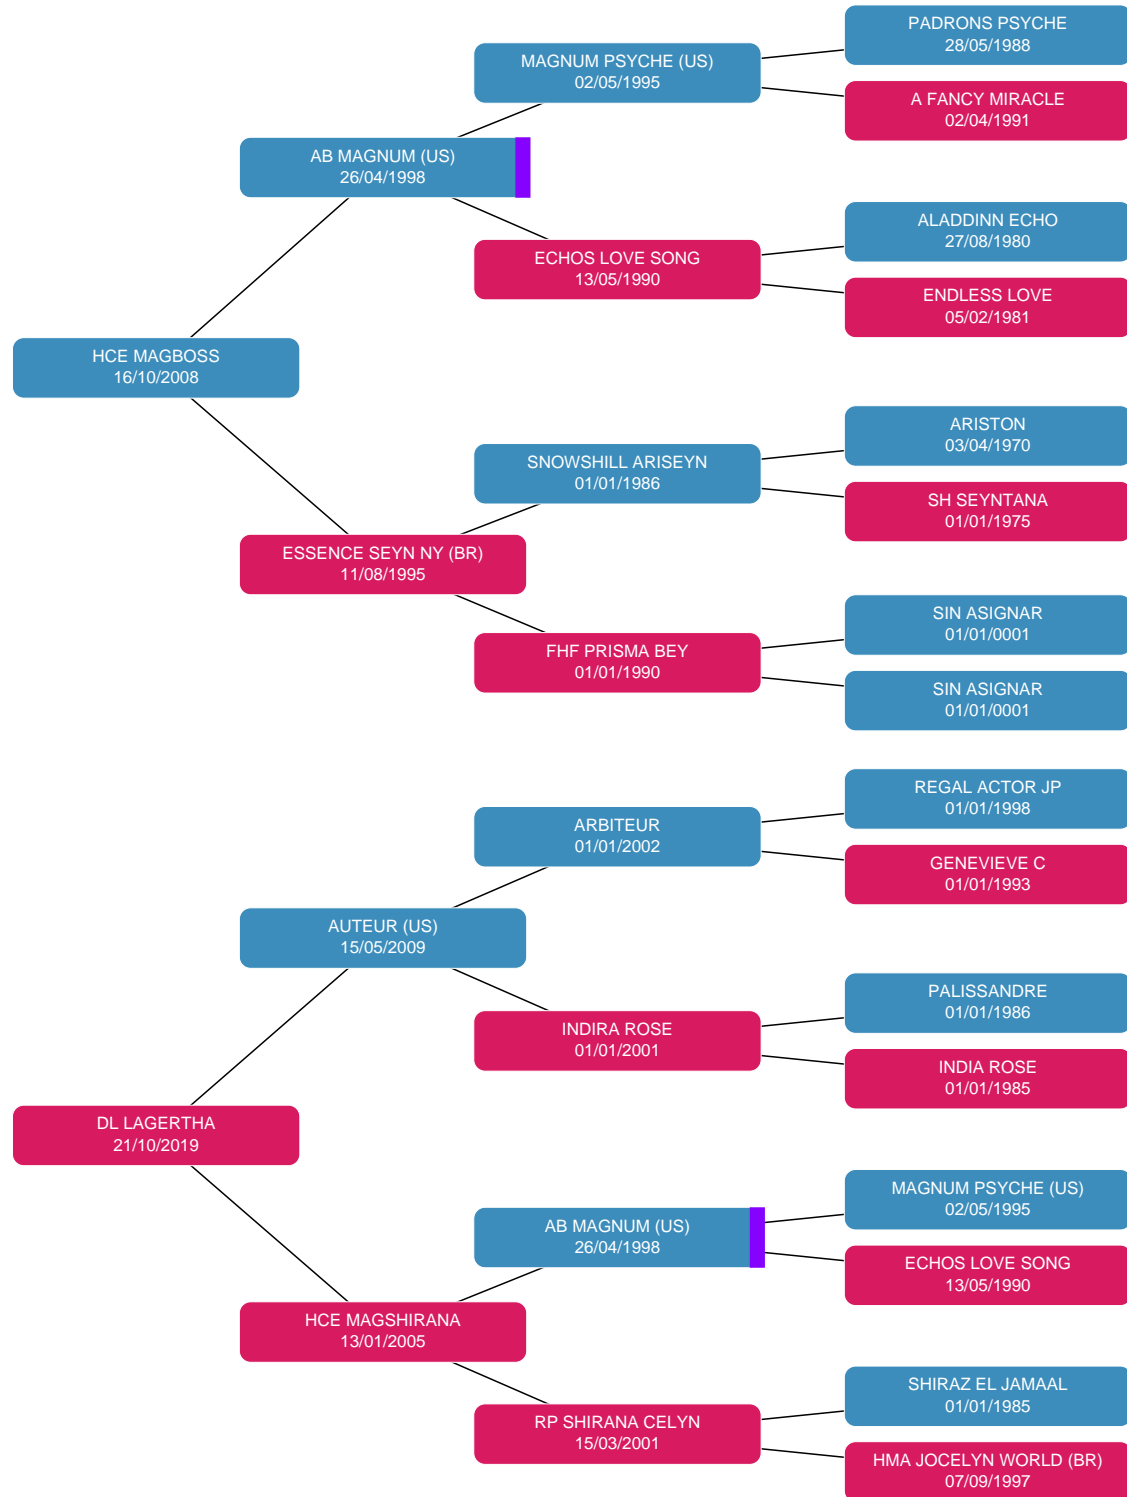 PADRONS PSYCHE
28/05/1988
MAGNUM PSYCHE (US)
02/05/1995
A FANCY MIRACLE
02/04/1991
AB MAGNUM (US)
26/04/1998
ALADDINN ECHO
27/08/1980
ECHOS LOVE SONG
13/05/1990
ENDLESS LOVE
05/02/1981
HCE MAGBOSS
16/10/2008
ARISTON
03/04/1970
SNOWSHILL ARISEYN
01/01/1986
SH SEYNTANA
01/01/1975
ESSENCE SEYN NY (BR)
11/08/1995
SIN ASIGNAR
01/01/0001
FHF PRISMA BEY
01/01/1990
SIN ASIGNAR
01/01/0001
REGAL ACTOR JP
01/01/1998
ARBITEUR
01/01/2002
GENEVIEVE C
01/01/1993
AUTEUR (US)
15/05/2009
PALISSANDRE
01/01/1986
INDIRA ROSE
01/01/2001
INDIA ROSE
01/01/1985
DL LAGERTHA
21/10/2019
MAGNUM PSYCHE (US)
02/05/1995
AB MAGNUM (US)
26/04/1998
ECHOS LOVE SONG
13/05/1990
HCE MAGSHIRANA
13/01/2005
SHIRAZ EL JAMAAL
01/01/1985
RP SHIRANA CELYN
15/03/2001
HMA JOCELYN WORLD (BR)
07/09/1997